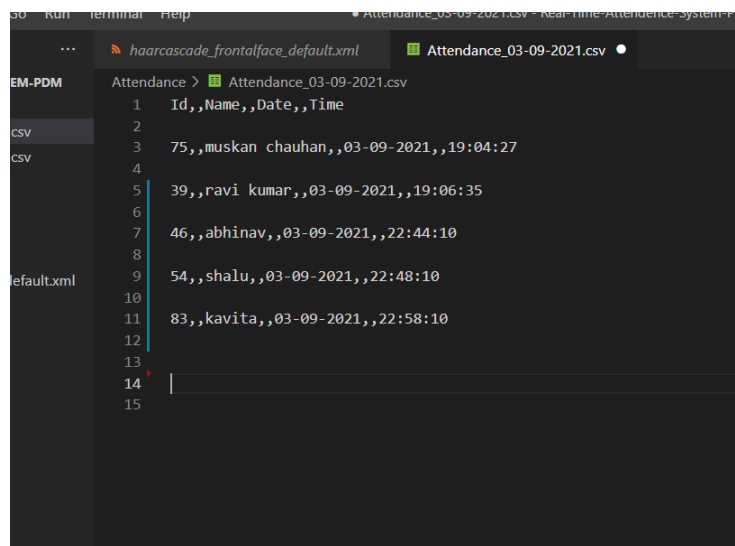 Go Run Terminal Help Attendance_03-09-2021.csv - Real-Time-Attendence-System-P
... haarcascade_frontalface_default.xml Attendance_03-09-2021.csv
EM-PDM Attendance > Attendance_03-09-2021.csv
1 Id,,Name,,Date,,Time
csv 2
3 75,,muskan chauhan,,03-09-2021,,19:04:27
csv
4
5 39,,ravi kumar,,03-09-2021,,19:06:35
6
7 46,,abhinav,,03-09-2021,,22:44:10
8
default.xml 9 54,,shalu,,03-09-2021,,22:48:10
10
11 83,,kavita,,03-09-2021,,22:58:10
12
13
14
15